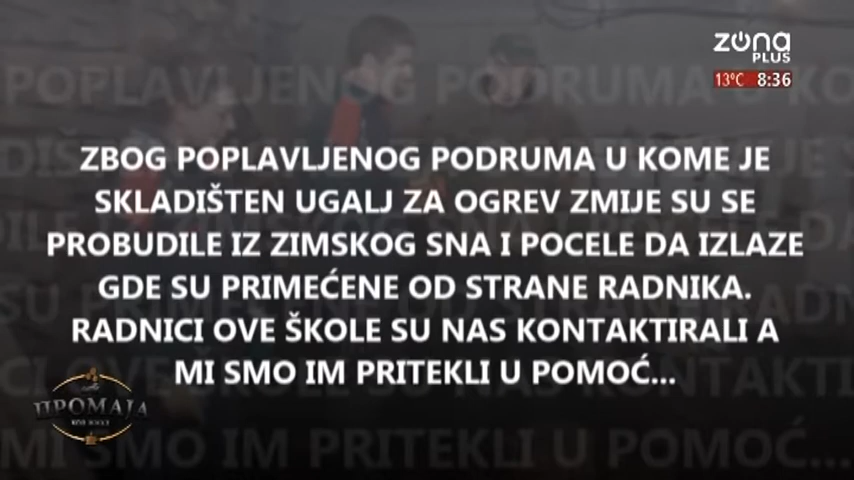 zona
PLUS
13°C 8:36
ZBOG POPLAVLJENOG PODRUMA U KOME JE
SKLADIŠTEN UGALJ ZA OGREV ZMIJE SU SE
PROBUDILE IZ ZIMSKOG SNA I POCELE DA IZLAZE
GDE SU PRIMEĆENE OD STRANE RADNIKA.
RADNICI OVE ŠKOLE SU NAS KONTAKTIRALI A
MI SMO IM PRITEKLI U POMOĆ...
ПРОМАЈА